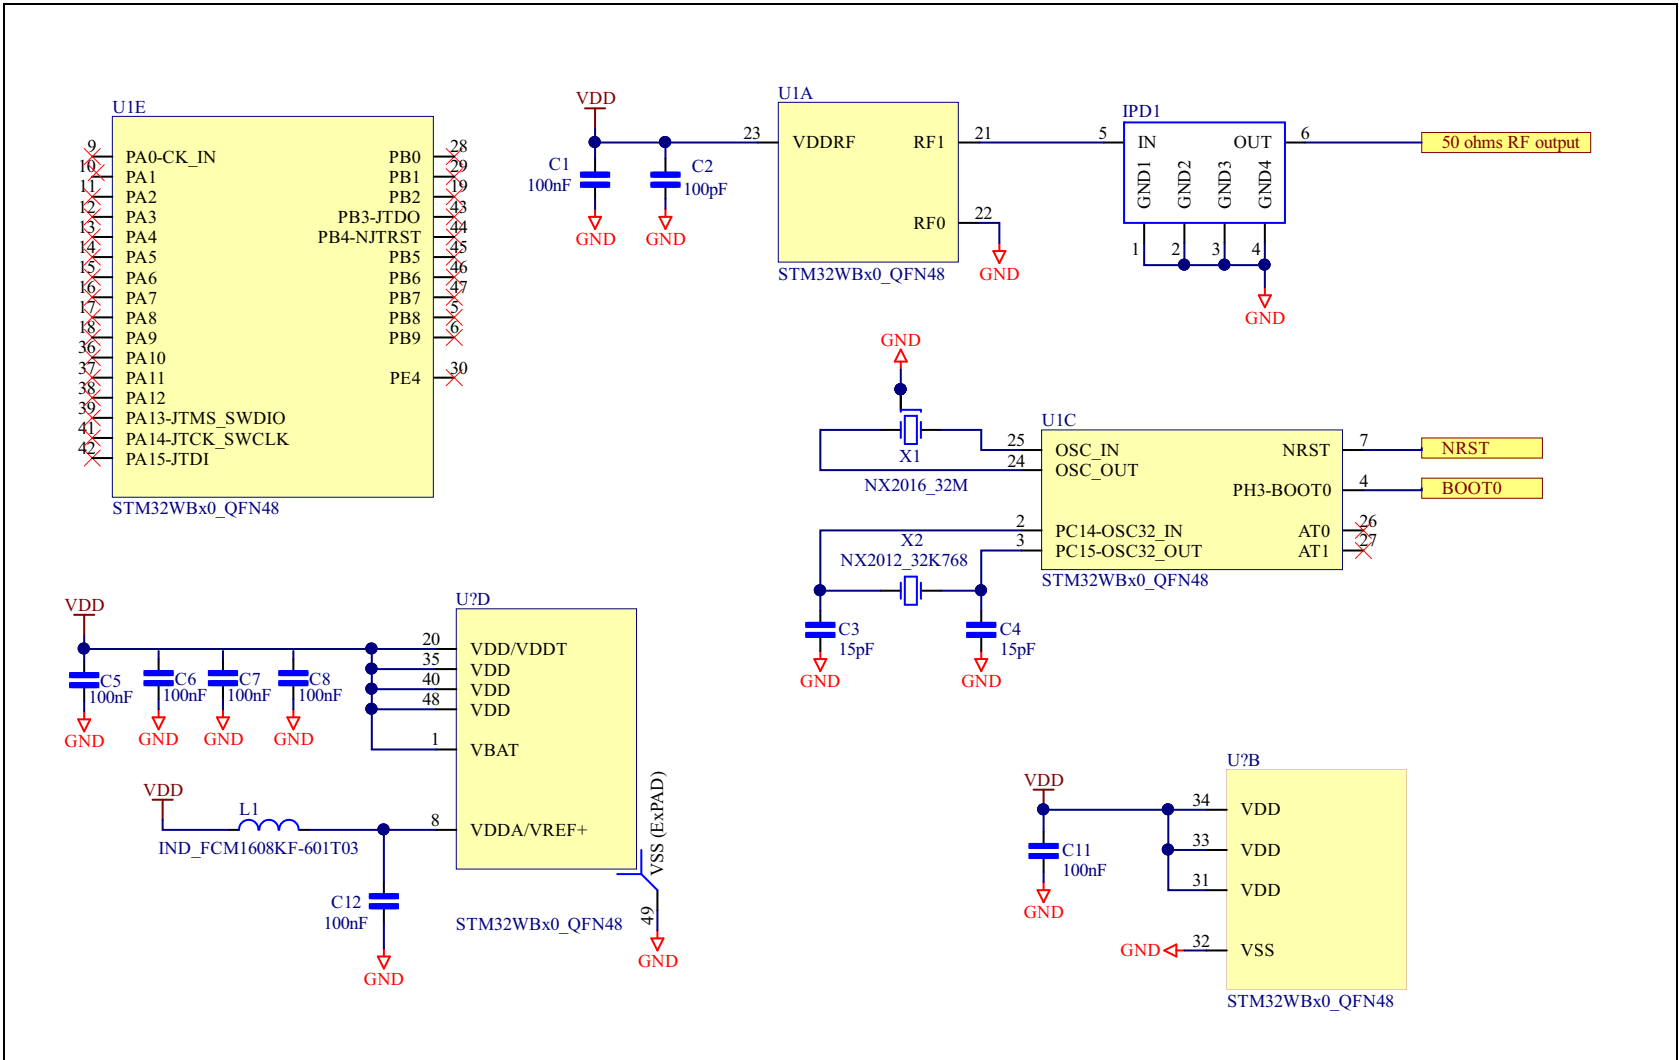 U1E
9 PA0-CK_IN PB0 28
10 PA1 PB1 29
11 PA2 PB2 19
12 PA3 PB3-JTDO 43
13 PA4 PB4-NJTRST 44
14 PA5 PB5 45
15 PA6 PB6 46
16 PA7 PB7 47
17 PA8 PB8 5
18 PA9 PB9 6
36 PA10
37 PA11 PE4 30
38 PA12
39 PA13-JTMS_SWDIO
41 PA14-JTCK_SWCLK
42 PA15-JTDI
STM32WBx0_QFN48
VDD
C1
100nF
GND
C2
100pF
GND
U1A
23 VDDRF RF1 21
RF0 22
GND
STM32WBx0_QFN48
IPD1
5 IN OUT 6
GND1 GND2 GND3 GND4
1 2 3 4
GND
50 ohms RF output
GND
X1
NX2016_32M
X2
NX2012_32K768
C3
15pF
GND
C4
15pF
GND
U1C
25 OSC_IN NRST 7
24 OSC_OUT
PH3-BOOT0 4
2 PC14-OSC32_IN AT0 26
3 PC15-OSC32_OUT AT1 27
STM32WBx0_QFN48
NRST
BOOT0
VDD
C5
100nF
GND
C6
100nF
GND
C7
100nF
GND
C8
100nF
GND
U?D
20 VDD/VDDT
35 VDD
40 VDD
48 VDD
1 VBAT
8 VDDA/VREF+
VSS (ExPAD)
49
GND
STM32WBx0_QFN48
VDD
L1
IND_FCM1608KF-601T03
C12
100nF
GND
VDD
C11
100nF
GND
U?B
34 VDD
33 VDD
31 VDD
GND 32 VSS
STM32WBx0_QFN48